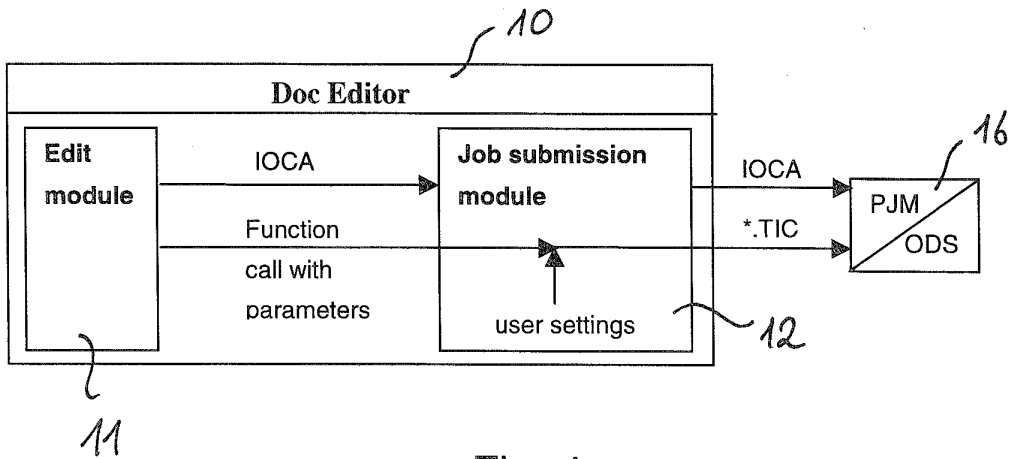 10
Doc Editor
Edit
module
IOCA
Function
call with
parameters
Job submission
module
user settings
IOCA
*.TIC
PJM
ODS
16
12
11